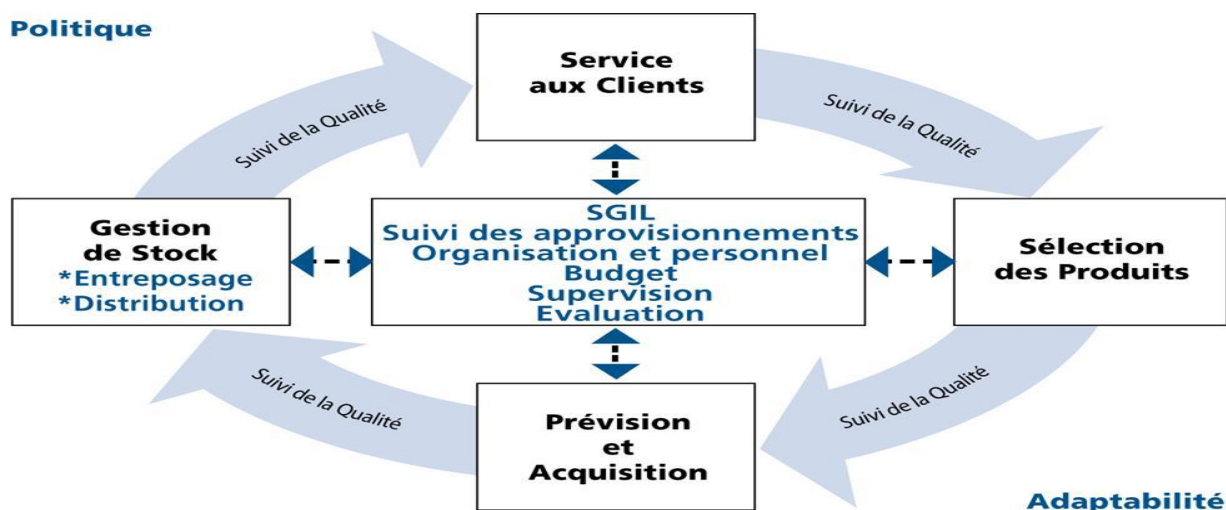 Politique
Service
aux Clients
Suivi de la Qualité
Suivi de la Qualité
Gestion
de Stock
*Entreposage
*Distribution
SGIL
Suivi des approvisionnements
Organisation et personnel
Budget
Supervision
Evaluation
Sélection
des Produits
Suivi de la Qualité
Suivi de la Qualité
Prévision
et
Acquisition
Adaptabilité